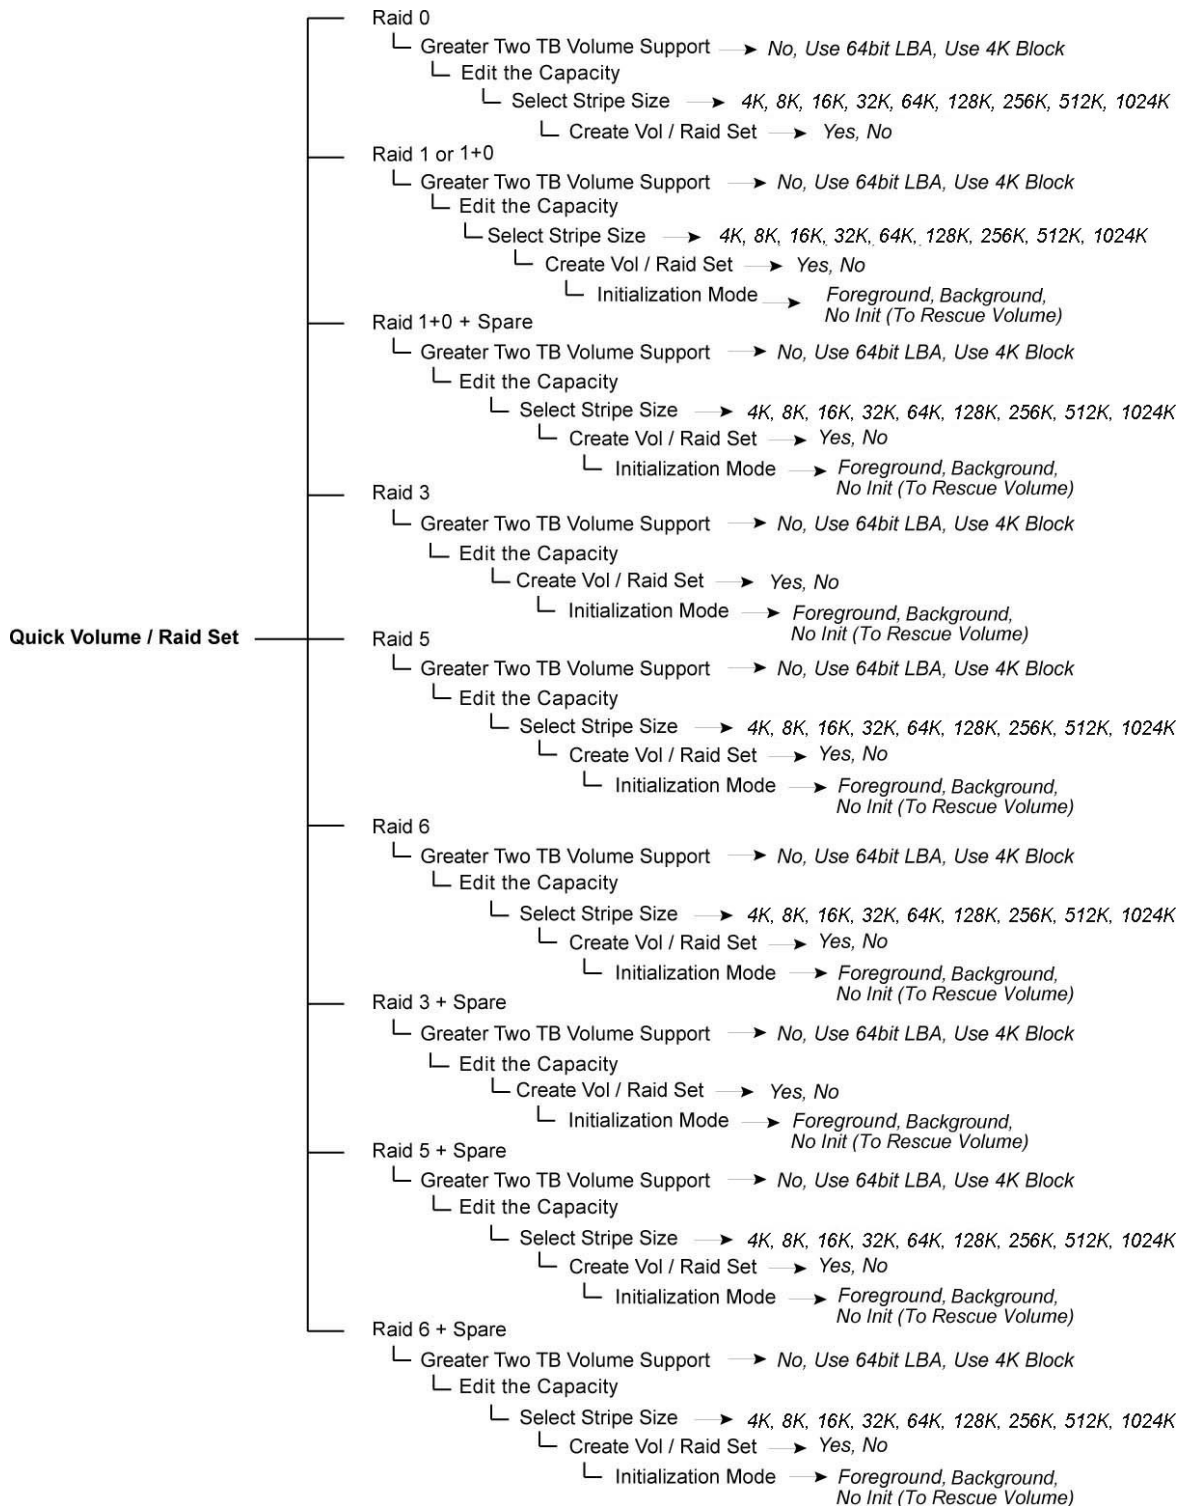 Raid 0
Greater Two TB Volume Support No, Use 64bit LBA, Use 4K Block
Edit the Capacity
Select Stripe Size 4K, 8K, 16K, 32K, 64K, 128K, 256K, 512K, 1024K
Create Vol / Raid Set Yes, No
Raid 1 or 1+0
Greater Two TB Volume Support No, Use 64bit LBA, Use 4K Block
Edit the Capacity
Select Stripe Size 4K, 8K, 16K, 32K, 64K, 128K, 256K, 512K, 1024K
Create Vol / Raid Set Yes, No
Initialization Mode Foreground, Background,
No Init (To Rescue Volume)
Raid 1+0 + Spare
Greater Two TB Volume Support No, Use 64bit LBA, Use 4K Block
Edit the Capacity
Select Stripe Size 4K, 8K, 16K, 32K, 64K, 128K, 256K, 512K, 1024K
Create Vol / Raid Set Yes, No
Initialization Mode Foreground, Background,
No Init (To Rescue Volume)
Raid 3
Greater Two TB Volume Support No, Use 64bit LBA, Use 4K Block
Edit the Capacity
Create Vol / Raid Set Yes, No
Initialization Mode Foreground, Background,
No Init (To Rescue Volume)
Quick Volume / Raid Set
Raid 5
Greater Two TB Volume Support No, Use 64bit LBA, Use 4K Block
Edit the Capacity
Select Stripe Size 4K, 8K, 16K, 32K, 64K, 128K, 256K, 512K, 1024K
Create Vol / Raid Set Yes, No
Initialization Mode Foreground, Background,
No Init (To Rescue Volume)
Raid 6
Greater Two TB Volume Support No, Use 64bit LBA, Use 4K Block
Edit the Capacity
Select Stripe Size 4K, 8K, 16K, 32K, 64K, 128K, 256K, 512K, 1024K
Create Vol / Raid Set Yes, No
Initialization Mode Foreground, Background,
No Init (To Rescue Volume)
Raid 3 + Spare
Greater Two TB Volume Support No, Use 64bit LBA, Use 4K Block
Edit the Capacity
Create Vol / Raid Set Yes, No
Initialization Mode Foreground, Background,
No Init (To Rescue Volume)
Raid 5 + Spare
Greater Two TB Volume Support No, Use 64bit LBA, Use 4K Block
Edit the Capacity
Select Stripe Size 4K, 8K, 16K, 32K, 64K, 128K, 256K, 512K, 1024K
Create Vol / Raid Set Yes, No
Initialization Mode Foreground, Background,
No Init (To Rescue Volume)
Raid 6 + Spare
Greater Two TB Volume Support No, Use 64bit LBA, Use 4K Block
Edit the Capacity
Select Stripe Size 4K, 8K, 16K, 32K, 64K, 128K, 256K, 512K, 1024K
Create Vol / Raid Set Yes, No
Initialization Mode Foreground, Background,
No Init (To Rescue Volume)